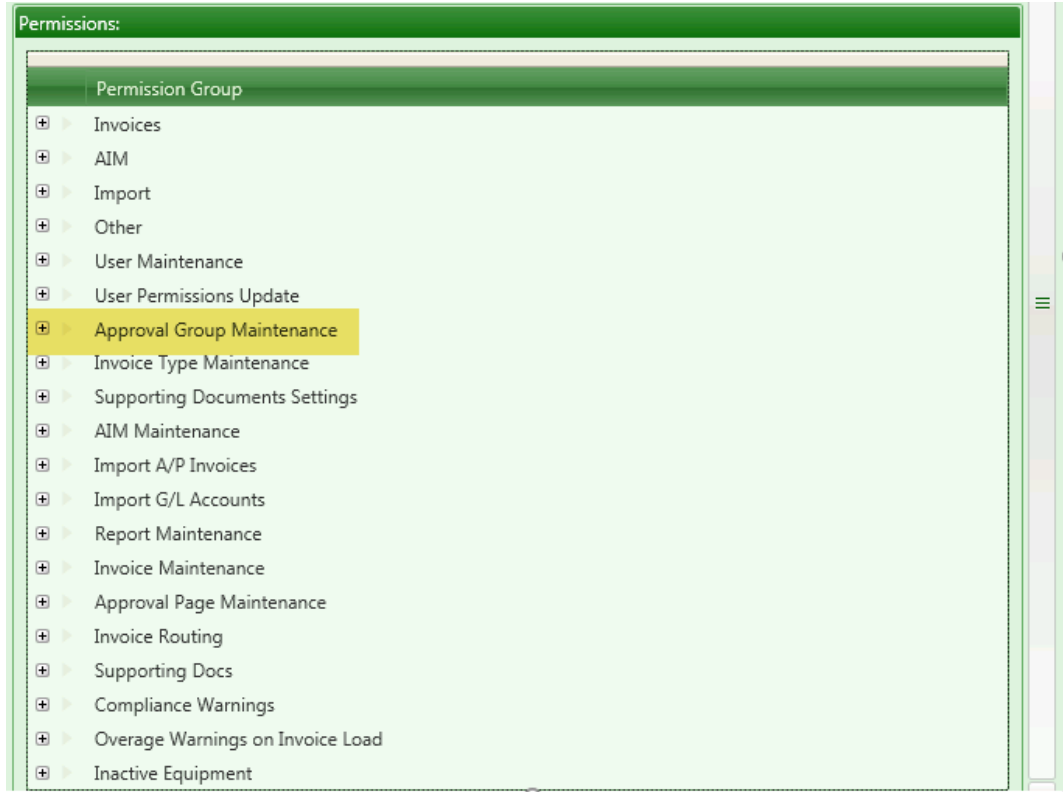 Permissions:
Permission Group
Invoices
AIM
Import
Other
User Maintenance
User Permissions Update
Approval Group Maintenance
Invoice Type Maintenance
Supporting Documents Settings
AIM Maintenance
Import A/P Invoices
Import G/L Accounts
Report Maintenance
Invoice Maintenance
Approval Page Maintenance
Invoice Routing
Supporting Docs
Compliance Warnings
Overage Warnings on Invoice Load
Inactive Equipment